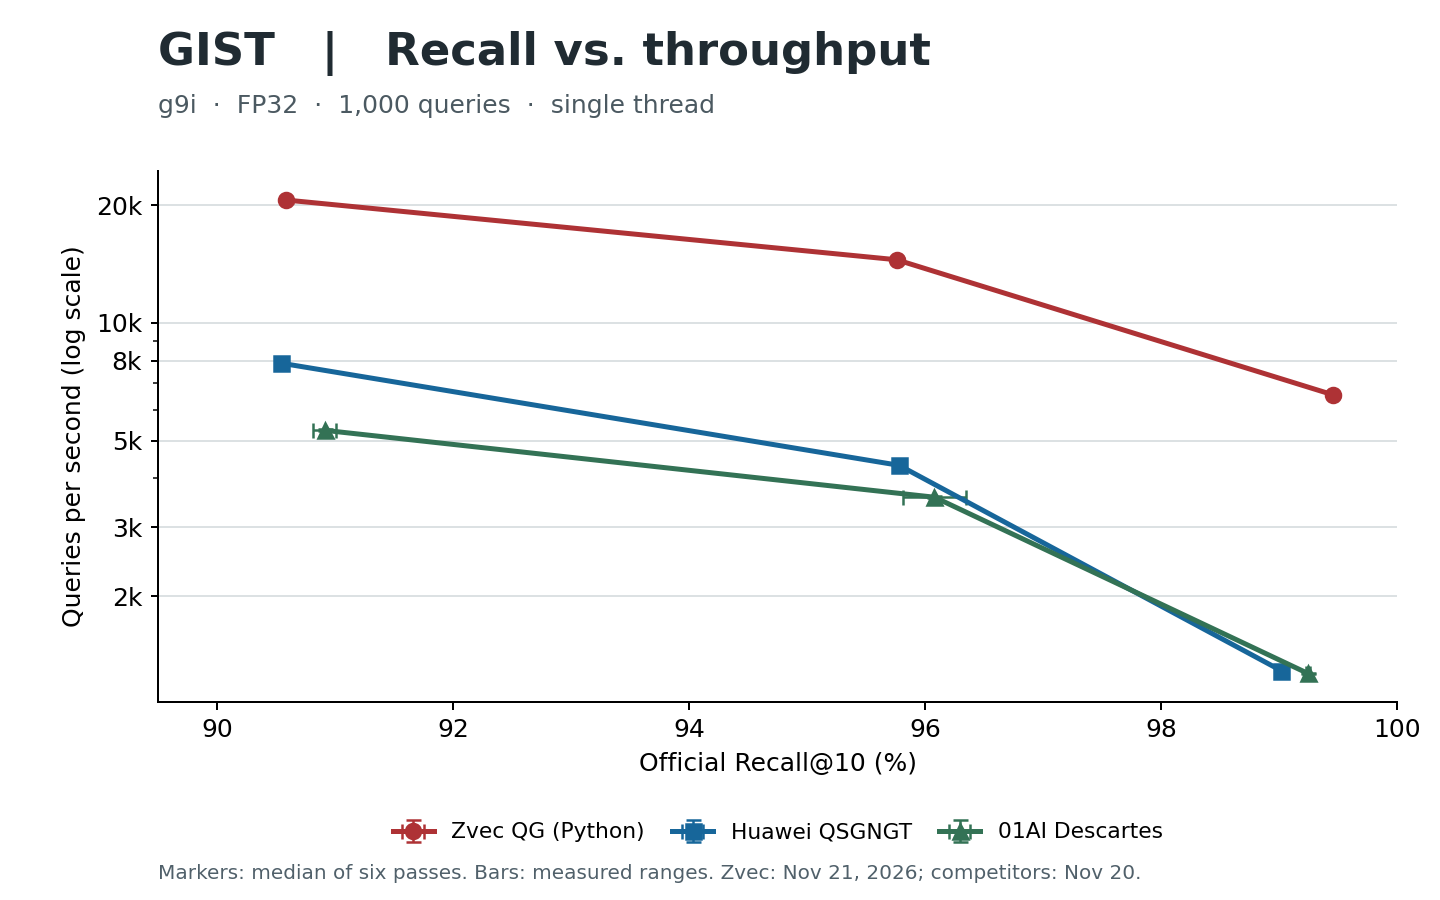 GIST | Recall vs. throughput
g9i · FP32 · 1,000 queries · single thread
Queries per second (log scale)
20k
10k
8k
5k
3k
2k
90 92 94 96 98 100
Official Recall@10 (%)
Zvec QG (Python) Huawei QSGNGT 01AI Descartes
Markers: median of six passes. Bars: measured ranges. Zvec: Nov 21, 2026; competitors: Nov 20.